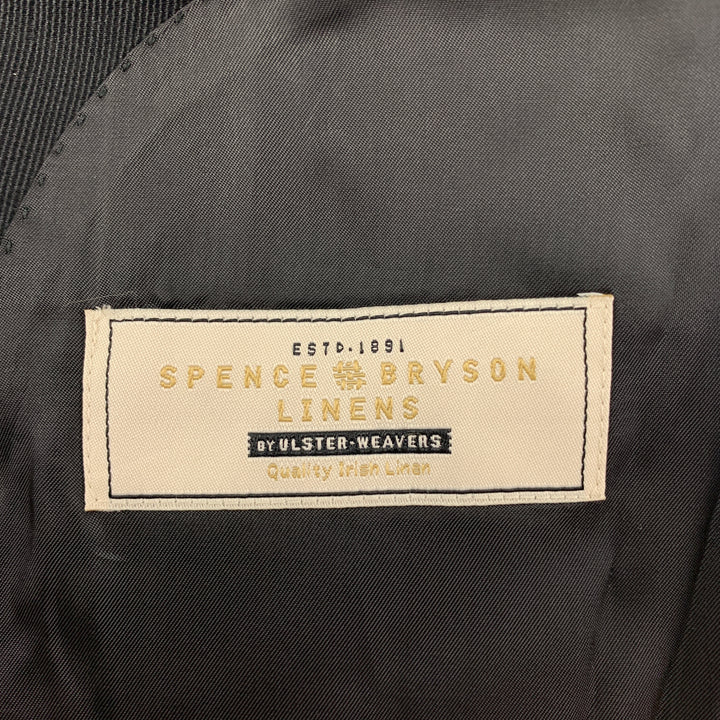 ESTD·1891
SPENCE BRYSON
LINENS
BY ULSTER-WEAVERS
Quality Irish Linen